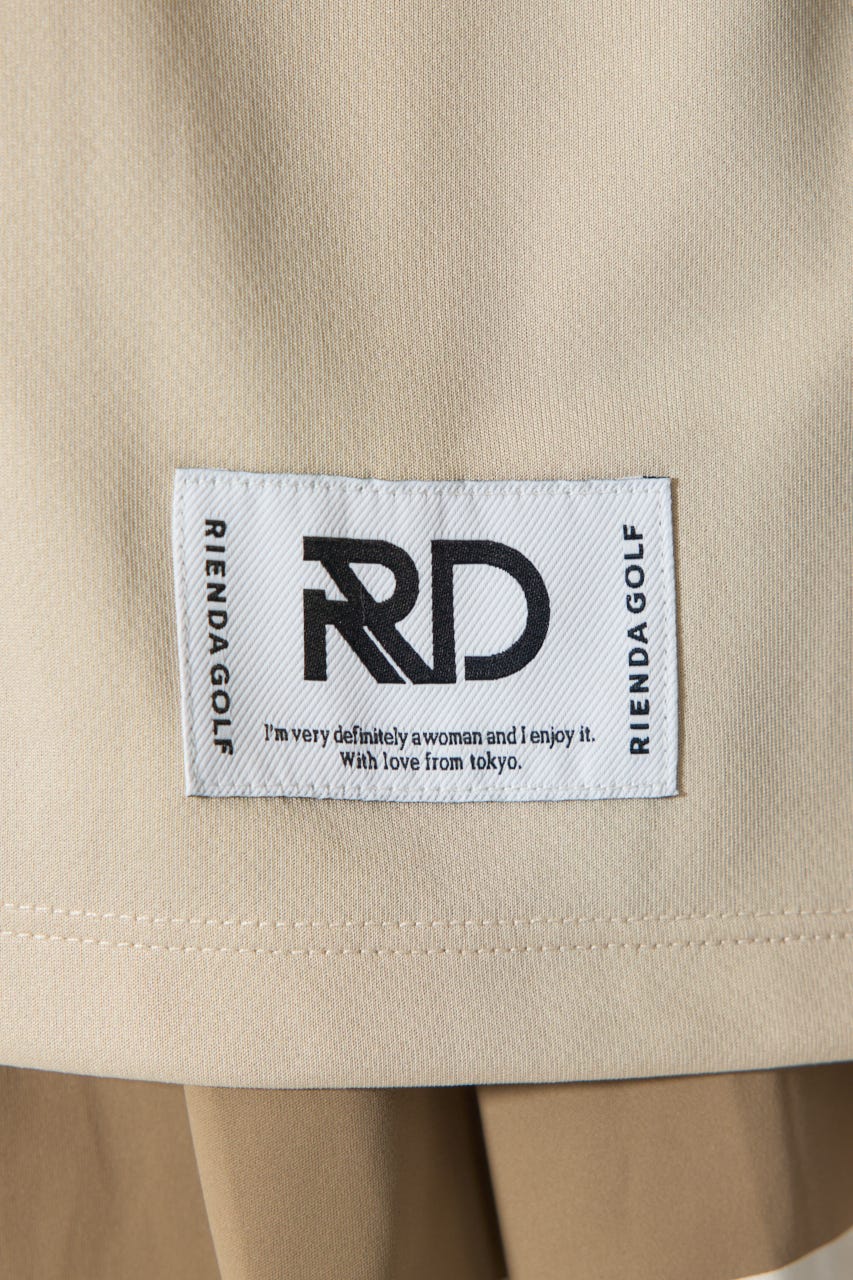 RIENDA GOLF
RD
I'm very definitely a woman and I enjoy it.
With love from tokyo.
RIENDA GOLF